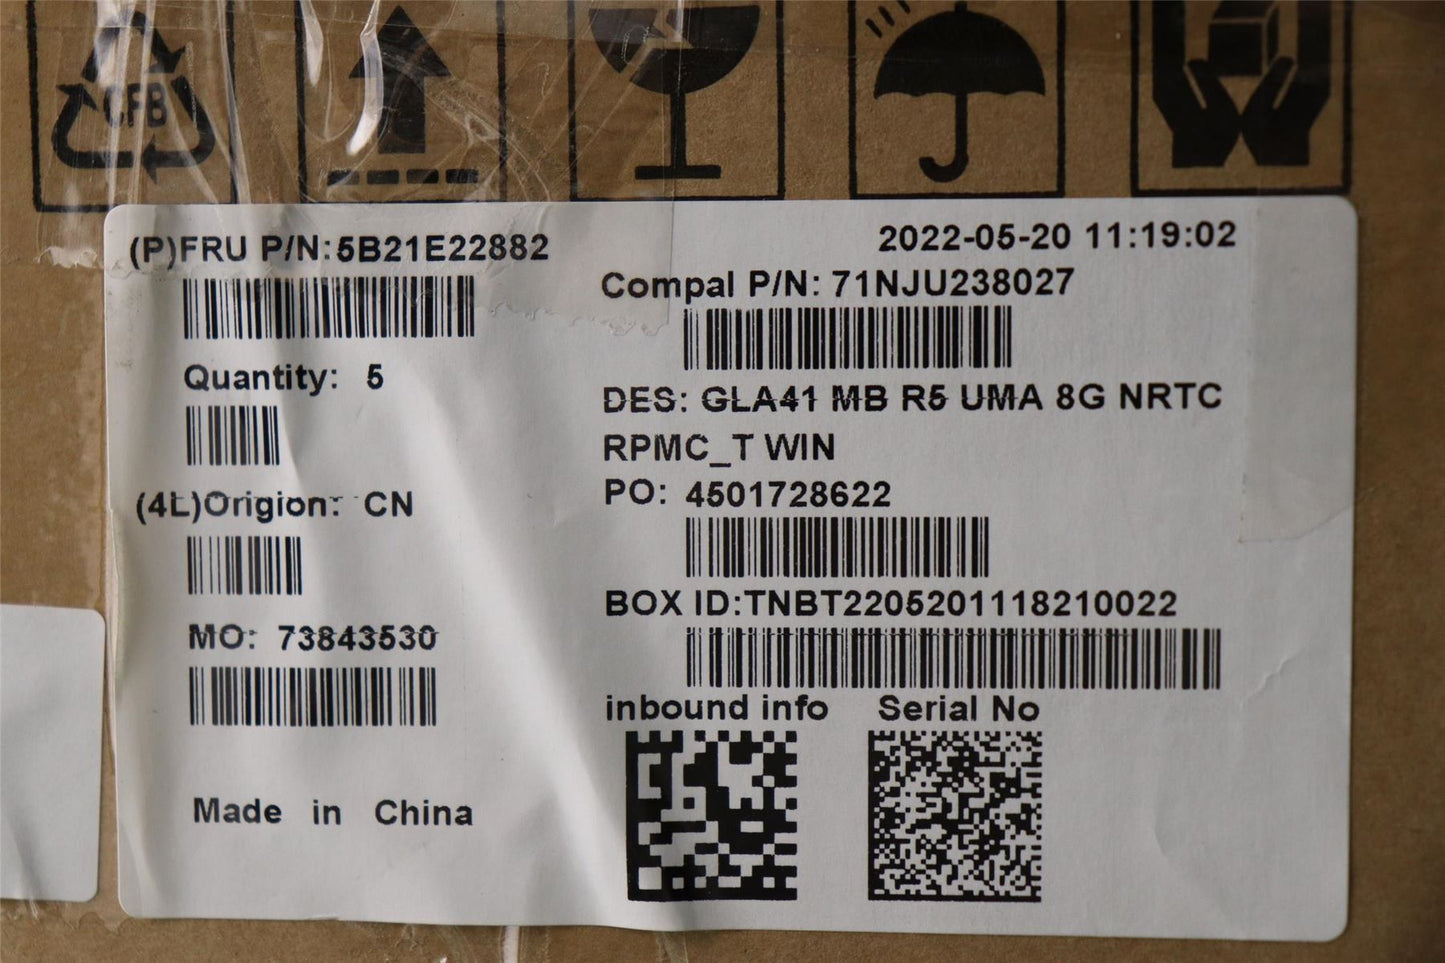 CFB
(P)FRU P/N:5B21E22882
2022-05-20 11:19:02
Compal P/N: 71NJU238027
Quantity: 5
DES: GLA41 MB R5 UMA 8G NRTC
RPMC_T WIN
(4L)Origion: CN
PO: 4501728622
BOX ID:TNBT2205201118210022
MO: 73843530
inbound info Serial No
Made in China